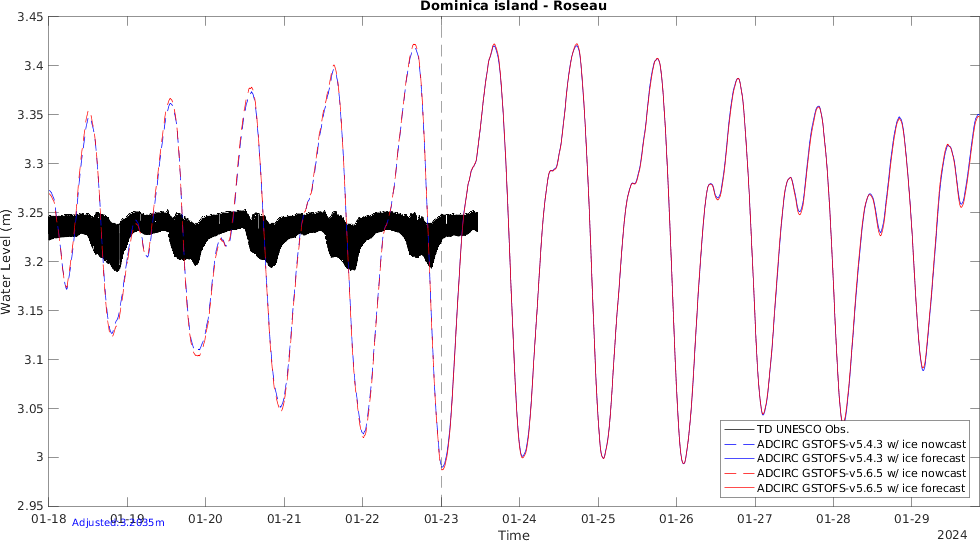 Dominica island - Roseau
3.45
3.4
3.35
3.3
3.25
3.2
3.15
3.1
3.05
3
2.95
Water Level (m)
01-18 01-19 01-20 01-21 01-22 01-23 01-24 01-25 01-26 01-27 01-28 01-29
Time
2024
TD UNESCO Obs.
ADCIRC GSTOFS-v5.4.3 w/ ice nowcast
ADCIRC GSTOFS-v5.4.3 w/ ice forecast
ADCIRC GSTOFS-v5.6.5 w/ ice nowcast
ADCIRC GSTOFS-v5.6.5 w/ ice forecast